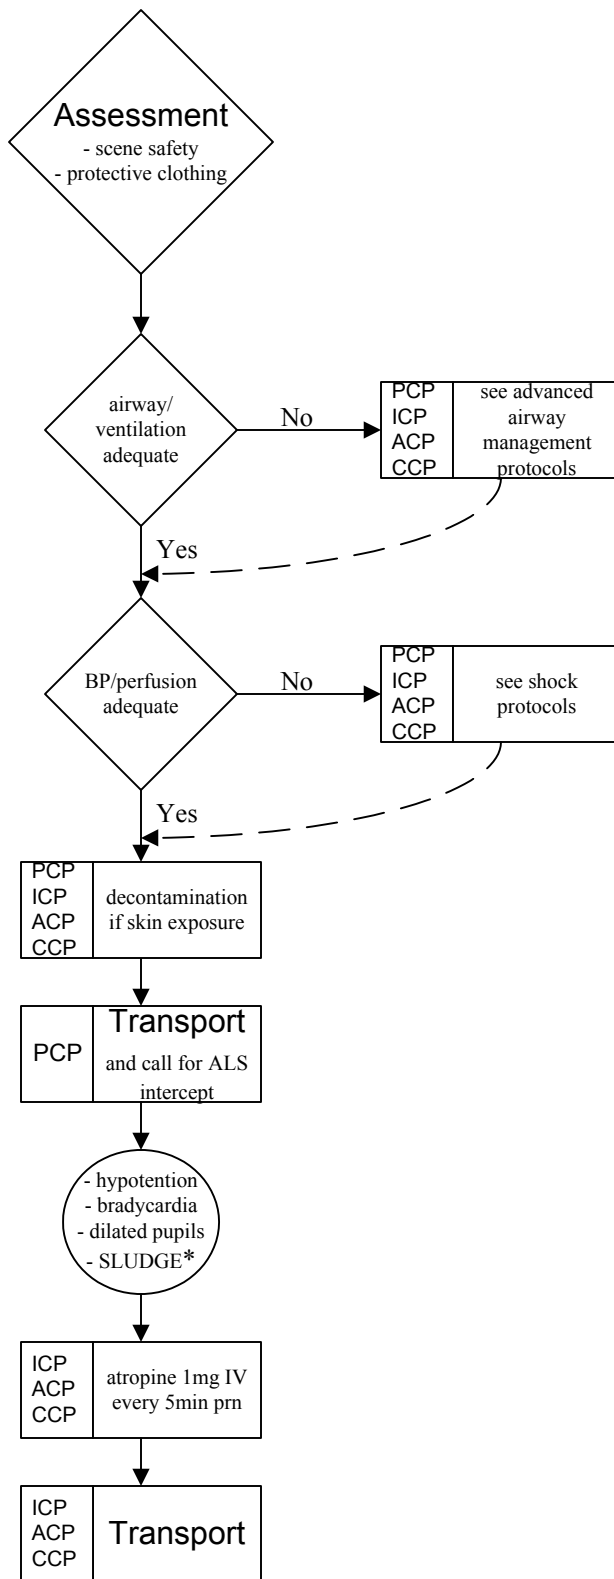 Assessment
- scene safety
- protective clothing
airway/
ventilation
adequate
No
PCP
ICP
ACP
CCP
see advanced
airway
management
protocols
Yes
BP/perfusion
adequate
No
PCP
ICP
ACP
CCP
see shock
protocols
Yes
PCP
ICP
ACP
CCP
decontamination
if skin exposure
PCP
Transport
and call for ALS
intercept
- hypotention
- bradycardia
- dilated pupils
- SLUDGE*
ICP
ACP
CCP
atropine 1mg IV
every 5min prn
ICP
ACP
CCP
Transport